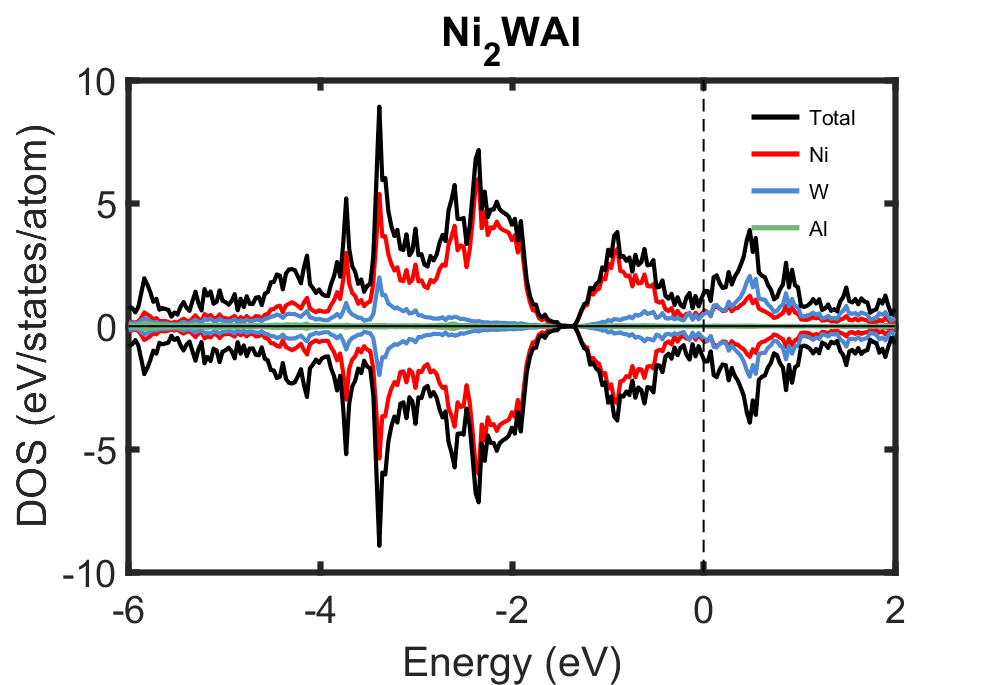 Ni2WAl
10
5
0
-5
-10
DOS (eV/states/atom)
Total
Ni
W
Al
-6 -4 -2 0 2
Energy (eV)